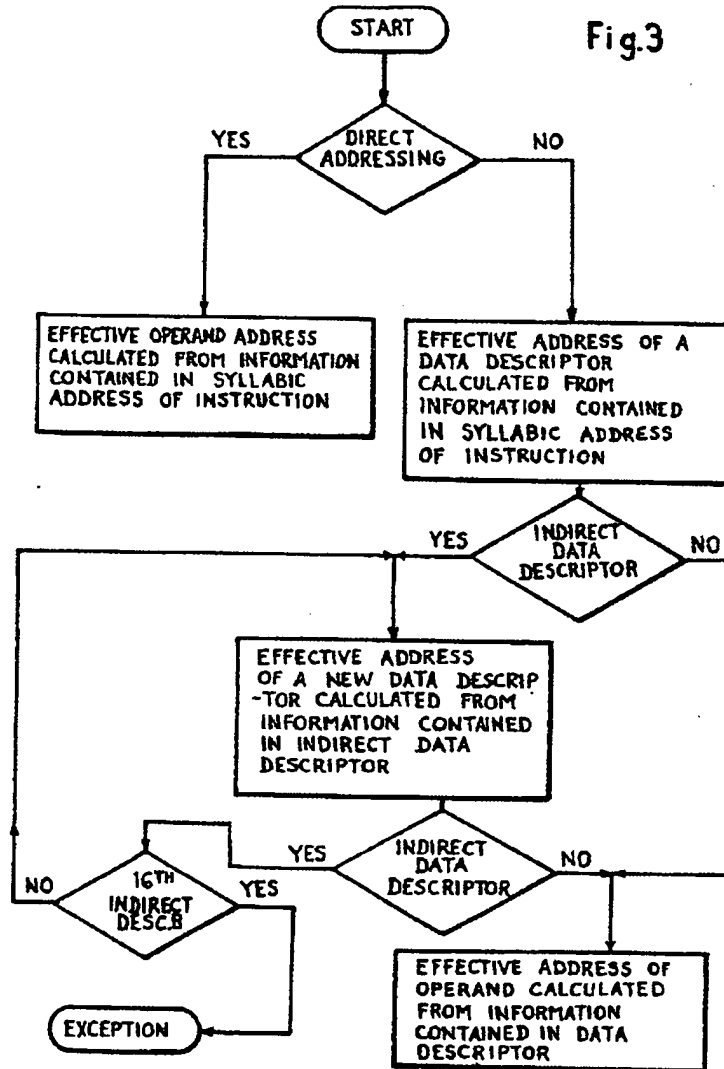 START
Fig.3
YES
DIRECT
ADDRESSING
NO
EFFECTIVE OPERAND ADDRESS
CALCULATED FROM INFORMATION
CONTAINED IN SYLLABIC
ADDRESS OF INSTRUCTION
EFFECTIVE ADDRESS OF A
DATA DESCRIPTOR
CALCULATED FROM
INFORMATION CONTAINED
IN SYLLABIC ADDRESS
OF INSTRUCTION
YES
INDIRECT
DATA
DESCRIPTOR
NO
EFFECTIVE ADDRESS
OF A NEW DATA DESCRIP
-TOR CALCULATED FROM
INFORMATION CONTAINED
IN INDIRECT DATA
DESCRIPTOR
YES
INDIRECT
DATA
DESCRIPTOR
NO
NO
16TH
INDIRECT
DESC.B
YES
EXCEPTION
EFFECTIVE ADDRESS OF
OPERAND CALCULATED
FROM INFORMATION
CONTAINED IN DATA
DESCRIPTOR